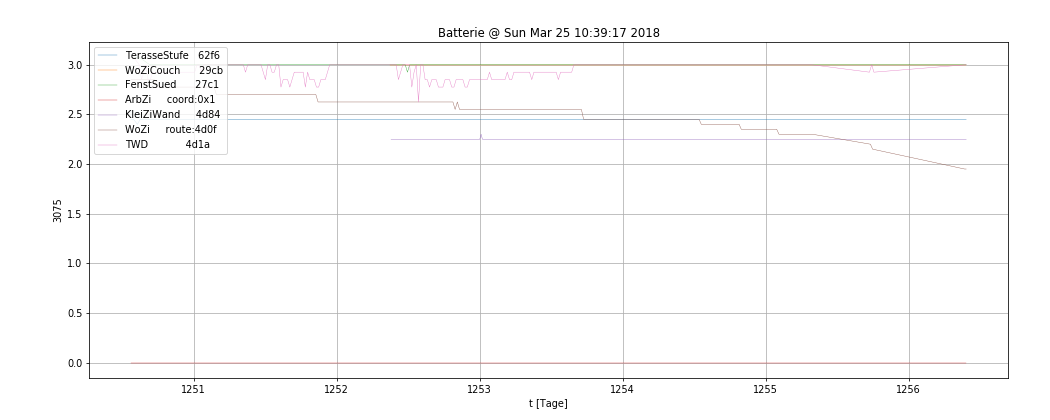 Batterie @ Sun Mar 25 10:39:17 2018
TerasseStufe 62f6
WoZiCouch 29cb
FenstSued 27c1
ArbZi coord:0x1
KleiZiWand 4d84
WoZi route:4d0f
TWD 4d1a
3.0
2.5
2.0
1.5
1.0
0.5
0.0
3075
1251 1252 1253 1254 1255 1256
t [Tage]